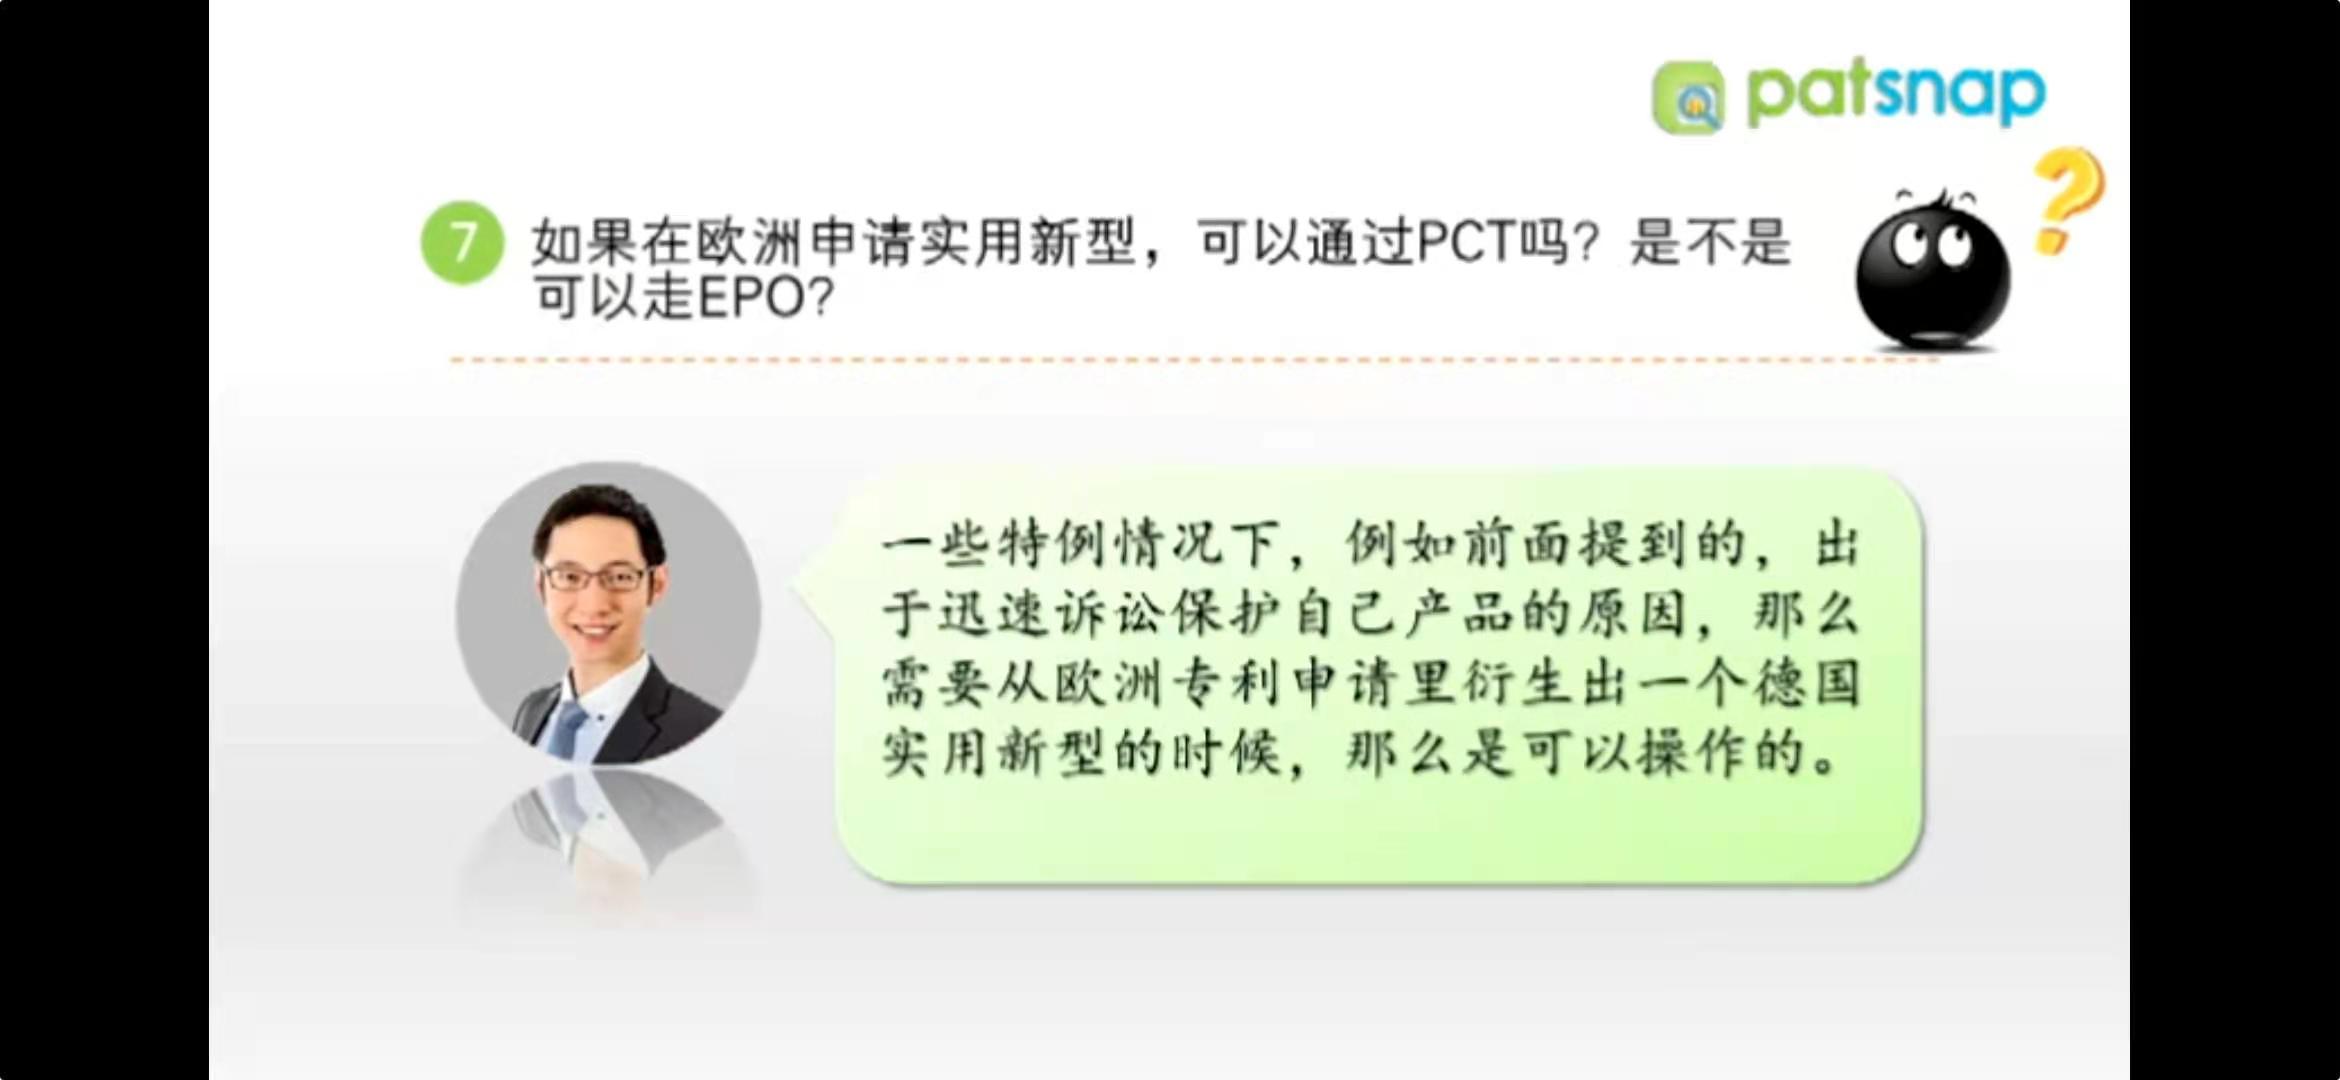 patsnap
7 如果在欧洲申请实用新型，可以通过PCT吗？是不是
可以走EPO？
一些特例情况下，例如前面提到的，出
于迅速诉讼保护自己产品的原因，那么
需要从欧洲专利申请里衍生出一个德国
实用新型的时候，那么是可以操作的。